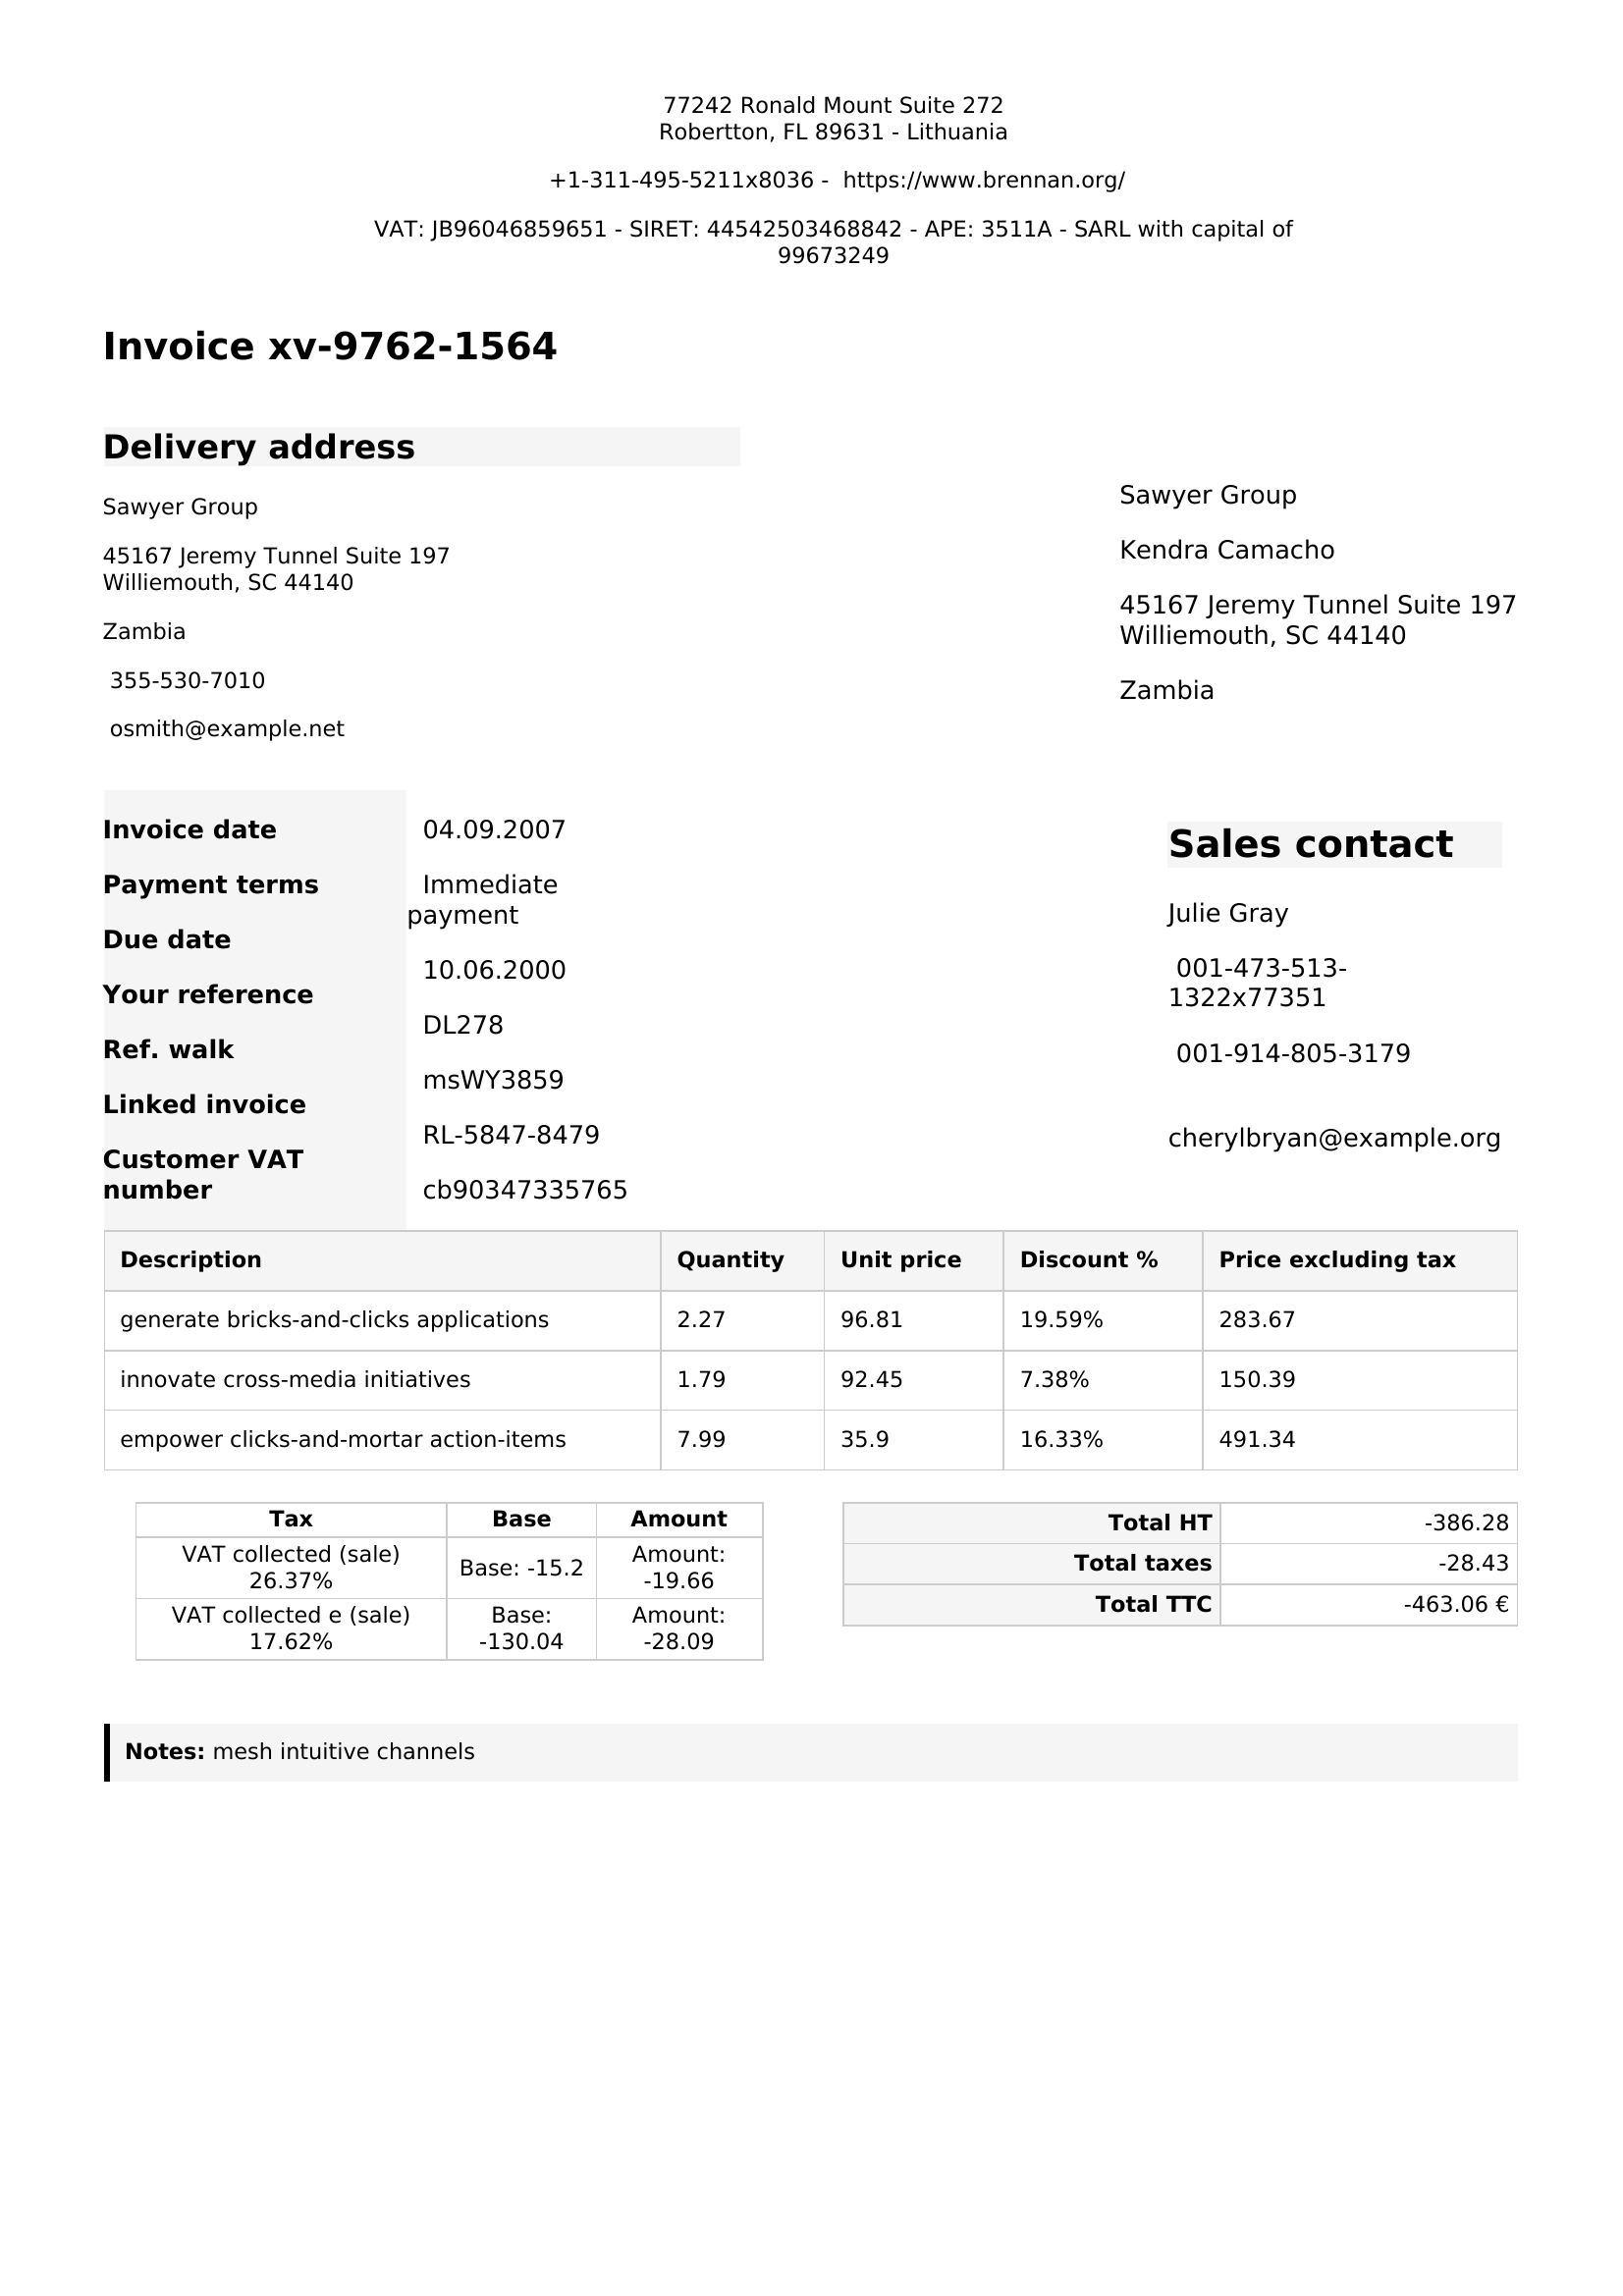 77242 Ronald Mount Suite 272
Robertton, FL 89631 - Lithuania
+1-311-495-5211x8036 -  https://www.brennan.org/
VAT: JB96046859651 - SIRET: 44542503468842 - APE: 3511A - SARL with capital of
99673249
Invoice xv-9762-1564
Delivery address
Sawyer Group
45167 Jeremy Tunnel Suite 197
Williemouth, SC 44140
Zambia
355-530-7010
osmith@example.net
Sawyer Group
Kendra Camacho
45167 Jeremy Tunnel Suite 197
Williemouth, SC 44140
Zambia
Invoice date
Payment terms
Due date
Your reference
Ref. walk
Linked invoice
Customer VAT
number
04.09.2007
Immediate
payment
10.06.2000
DL278
msWY3859
RL-5847-8479
cb90347335765
Sales contact
Julie Gray
001-473-513-
1322x77351
001-914-805-3179
cherylbryan@example.org
Description Quantity Unit price Discount % Price excluding tax
generate bricks-and-clicks applications 2.27 96.81 19.59% 283.67
innovate cross-media initiatives 1.79 92.45 7.38% 150.39
empower clicks-and-mortar action-items 7.99 35.9 16.33% 491.34
Tax Base Amount
VAT collected (sale)
26.37%
Base: -15.2
Amount:
-19.66
VAT collected e (sale)
17.62%
Base:
-130.04
Amount:
-28.09
Total HT -386.28
Total taxes -28.43
Total TTC -463.06 €
Notes: mesh intuitive channels